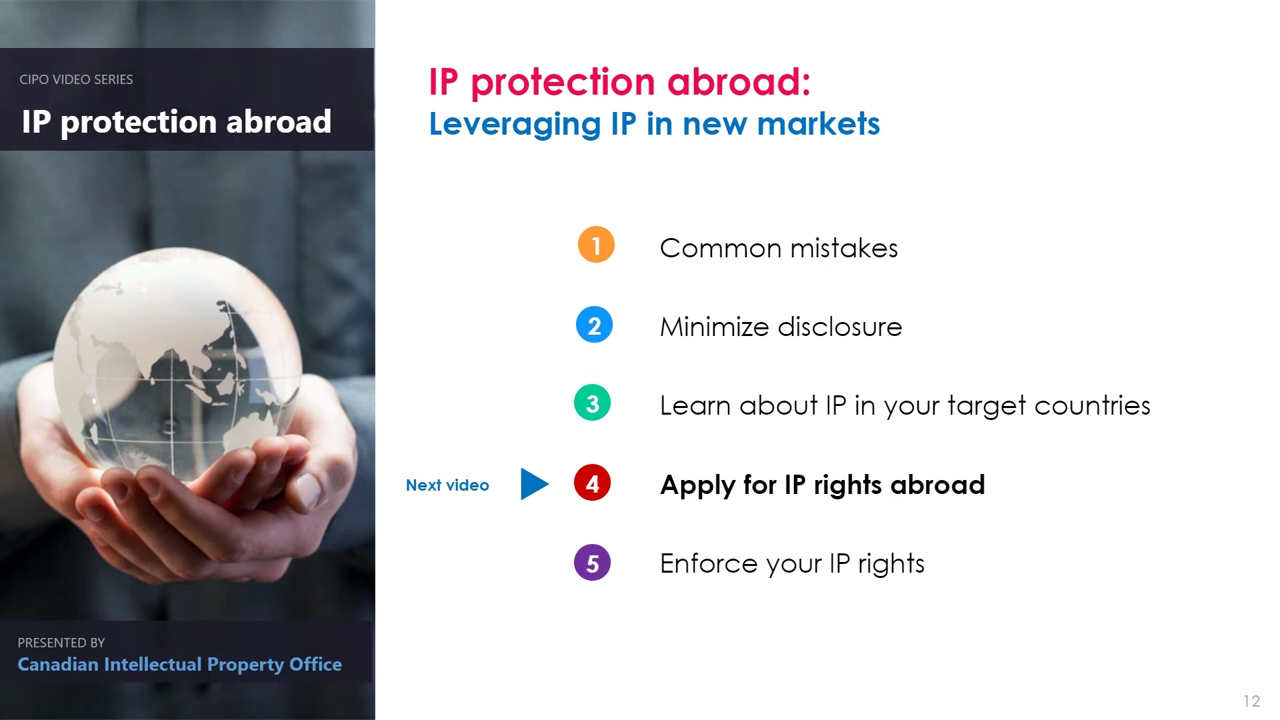 CIPO VIDEO SERIES
IP protection abroad
PRESENTED BY
Canadian Intellectual Property Office
IP protection abroad:
Leveraging IP in new markets
1 Common mistakes
2 Minimize disclosure
3 Learn about IP in your target countries
Next video 4 Apply for IP rights abroad
5 Enforce your IP rights
12